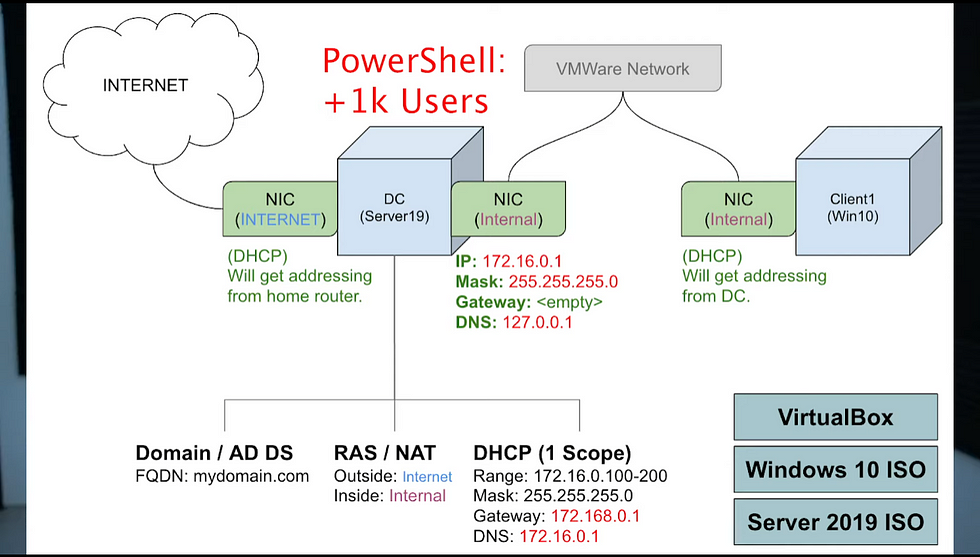 INTERNET
PowerShell:
+1k Users
VMWare Network
NIC
(INTERNET)
DC
(Server19)
NIC
(Internal)
NIC
(Internal)
Client1
(Win10)
(DHCP)
Will get addressing
from home router.
IP: 172.16.0.1
Mask: 255.255.255.0
Gateway: <empty>
DNS: 127.0.0.1
(DHCP)
Will get addressing
from DC.
Domain / AD DS
FQDN: mydomain.com
RAS / NAT
Outside: Internet
Inside: Internal
DHCP (1 Scope)
Range: 172.16.0.100-200
Mask: 255.255.255.0
Gateway: 172.168.0.1
DNS: 172.16.0.1
VirtualBox
Windows 10 ISO
Server 2019 ISO